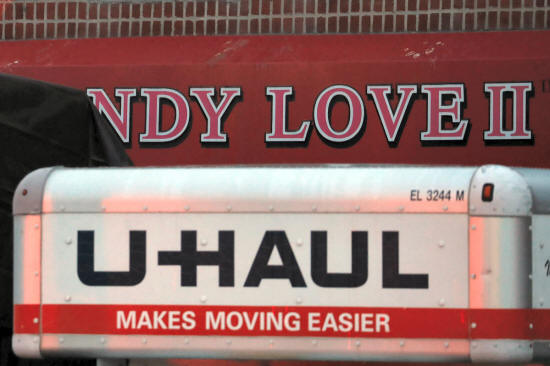 NDY LOVE II
EL 3244 M
U-HAUL
MAKES MOVING EASIER